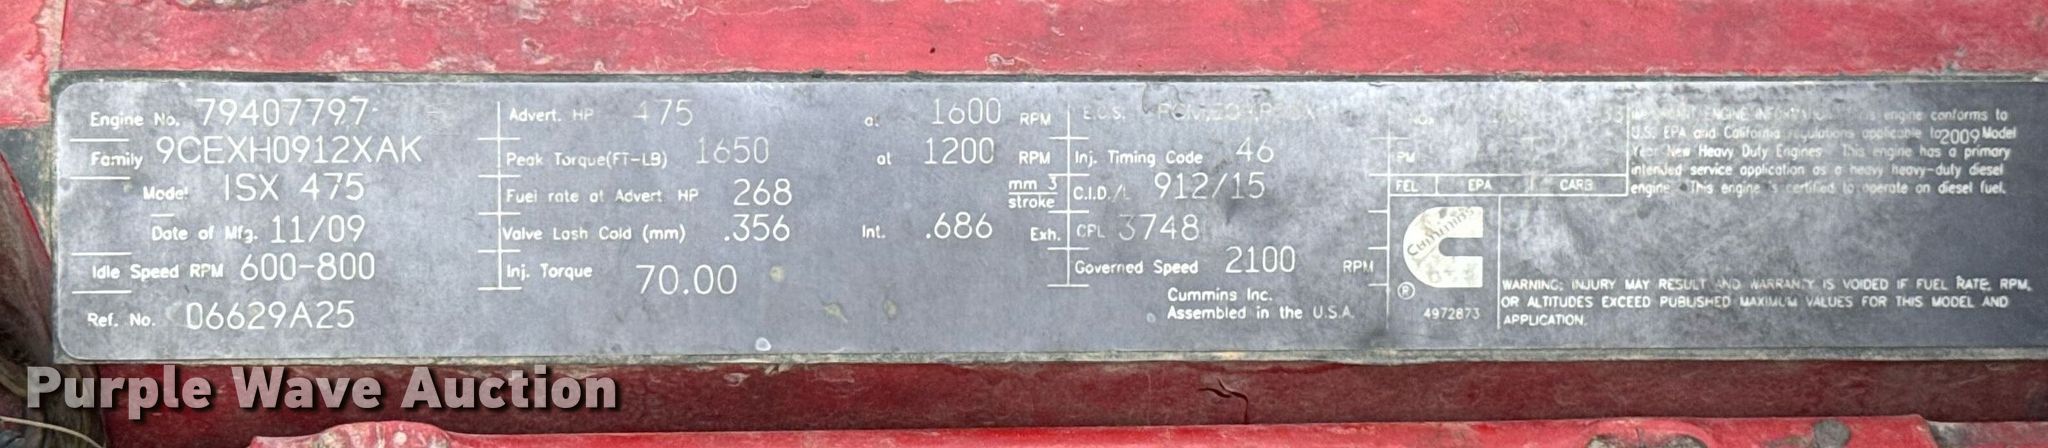 Engine No. 79407797
Family 9CEXH0912XAK
Model ISX 475
Date of Mfg. 11/09
Idle Speed RPM 600-800
Ref. No. 06629A25
Advert. HP 475 at 1600 RPM
Peak Torque(FT-LB) 1650 at 1200 RPM
Fuel rate at Advert HP 268 mm 3
stroke
Valve Lash Cold (mm) .356 Int. .686 Exh.
Inj. Torque 70.00
E.C.S.
Inj. Timing Code 46
C.I.D./L 912/15
CPL 3748
Governed Speed 2100 RPM
Cummins Inc.
Assembled in the U.S.A.
PM
FEL EPA CARB
Cummins
®
4972873
IMPORTANT ENGINE INFORMATION This engine conforms to
U.S. EPA and California regulations applicable to 2009 Model
Year New Heavy Duty Engines. This engine has a primary
intended service application as a heavy heavy-duty diesel
engine. This engine is certified to operate on diesel fuel.
WARNING: INJURY MAY RESULT AND WARRANTY IS VOIDED IF FUEL RATE, RPM,
OR ALTITUDES EXCEED PUBLISHED MAXIMUM VALUES FOR THIS MODEL AND
APPLICATION.
Purple Wave Auction